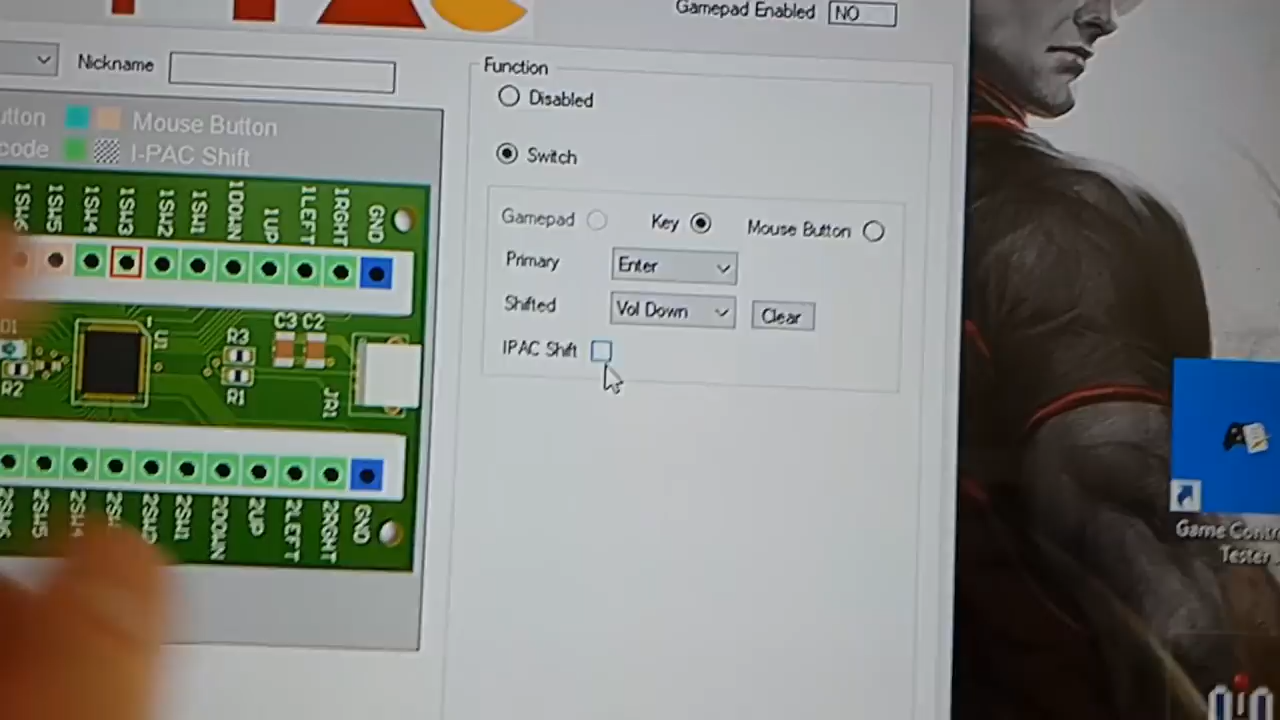 Gamepad Enabled NO
Nickname
Function
Disabled
Mouse Button
I-PAC Shift
Switch
1SW6 1SW5 1SW4 1SW3 1SW2 1SW1 1DOWN 1UP 1LEFT 1RGHT GND
Gamepad Key Mouse Button
Primary Enter
Shifted Vol Down Clear
IPAC Shift
U1 R3 C3 C2
R2 R1 JR1
2SW5 2SW4 2SW1 2DOWN 2UP 2LEFT 2RGHT GND
Tester